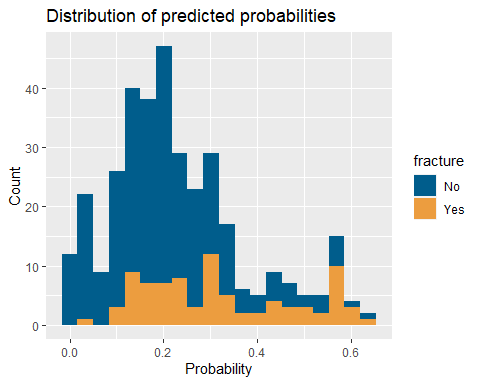 Distribution of predicted probabilities
Count
40
30
20
10
0
0.0 0.2 0.4 0.6
Probability
fracture
No
Yes